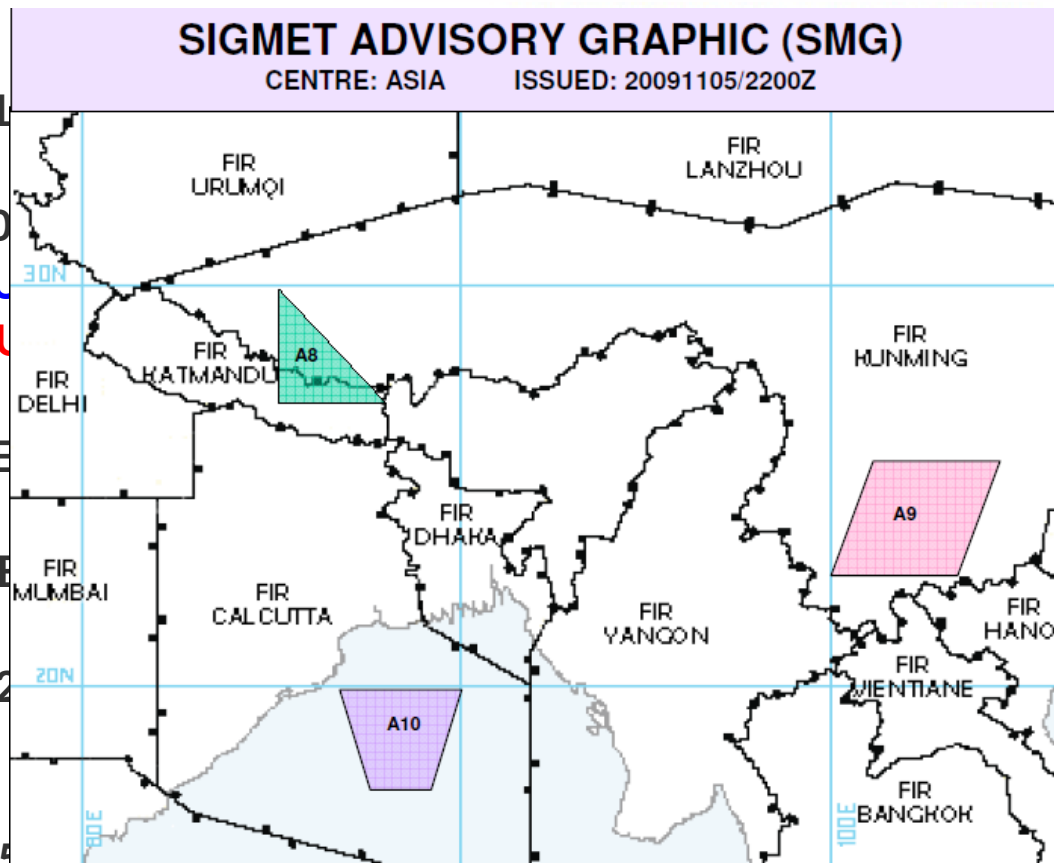 SIGMET ADVISORY GRAPHIC (SMG)
CENTRE: ASIA ISSUED: 20091105/2200Z
FIR
URUMQI
FIR
LANZHOU
30N
FIR
KATMANDU
A8
FIR
KUNMING
FIR
DELHI
A9
FIR
DHAKA
FIR
MUMBAI
FIR
CALCUTTA
FIR
YANGON
FIR
HANO
20N
FIR
VIENTIANE
A10
FIR
BANGKOK
80E
100E